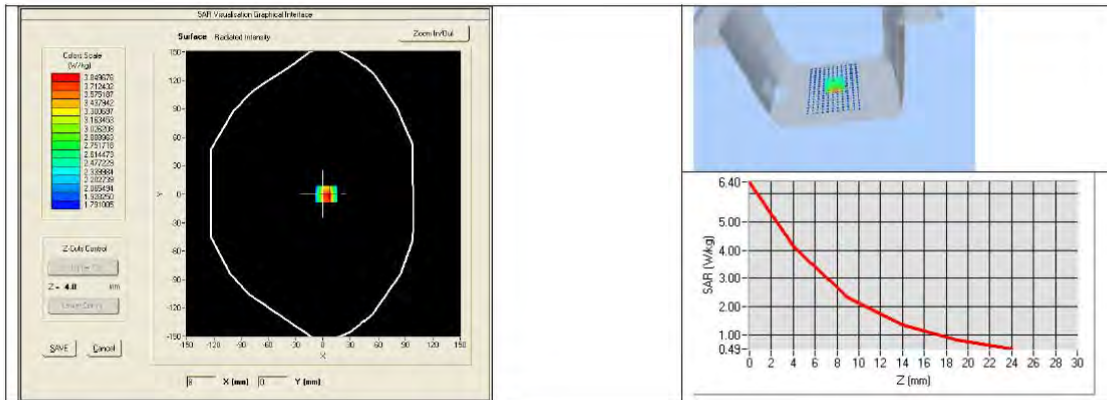 SAR Visualisation Graphical Interface
Surface Radiated Intensity
Zoom In/Out
Colors Scale
(W/kg)
3.849676
3.712432
3.575187
3.437942
3.300697
3.163453
3.026208
2.888963
2.751718
2.614473
2.477229
2.339984
2.202739
2.065494
1.928250
1.791005
Z-Cuts Control
Z = 4.0 mm
SAVE
Cancel
150
120
90
60
30
0
-30
-60
-90
-120
-150
Y
-150 -120 -90 -60 -30 0 30 60 90 120 150
X
8 X (mm) 0 Y (mm)
6.40
5.00
4.00
3.00
2.00
1.00
0.49
SAR (W/kg)
0 2 4 6 8 10 12 14 16 18 20 22 24 26 28 30
Z (mm)